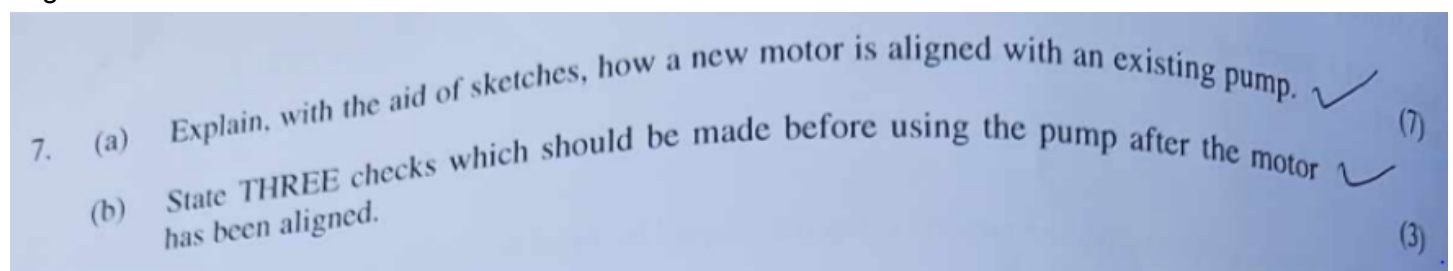 7. (a) Explain, with the aid of sketches, how a new motor is aligned with an existing pump.
(7)
(b) State THREE checks which should be made before using the pump after the motor
has been aligned.
(3)